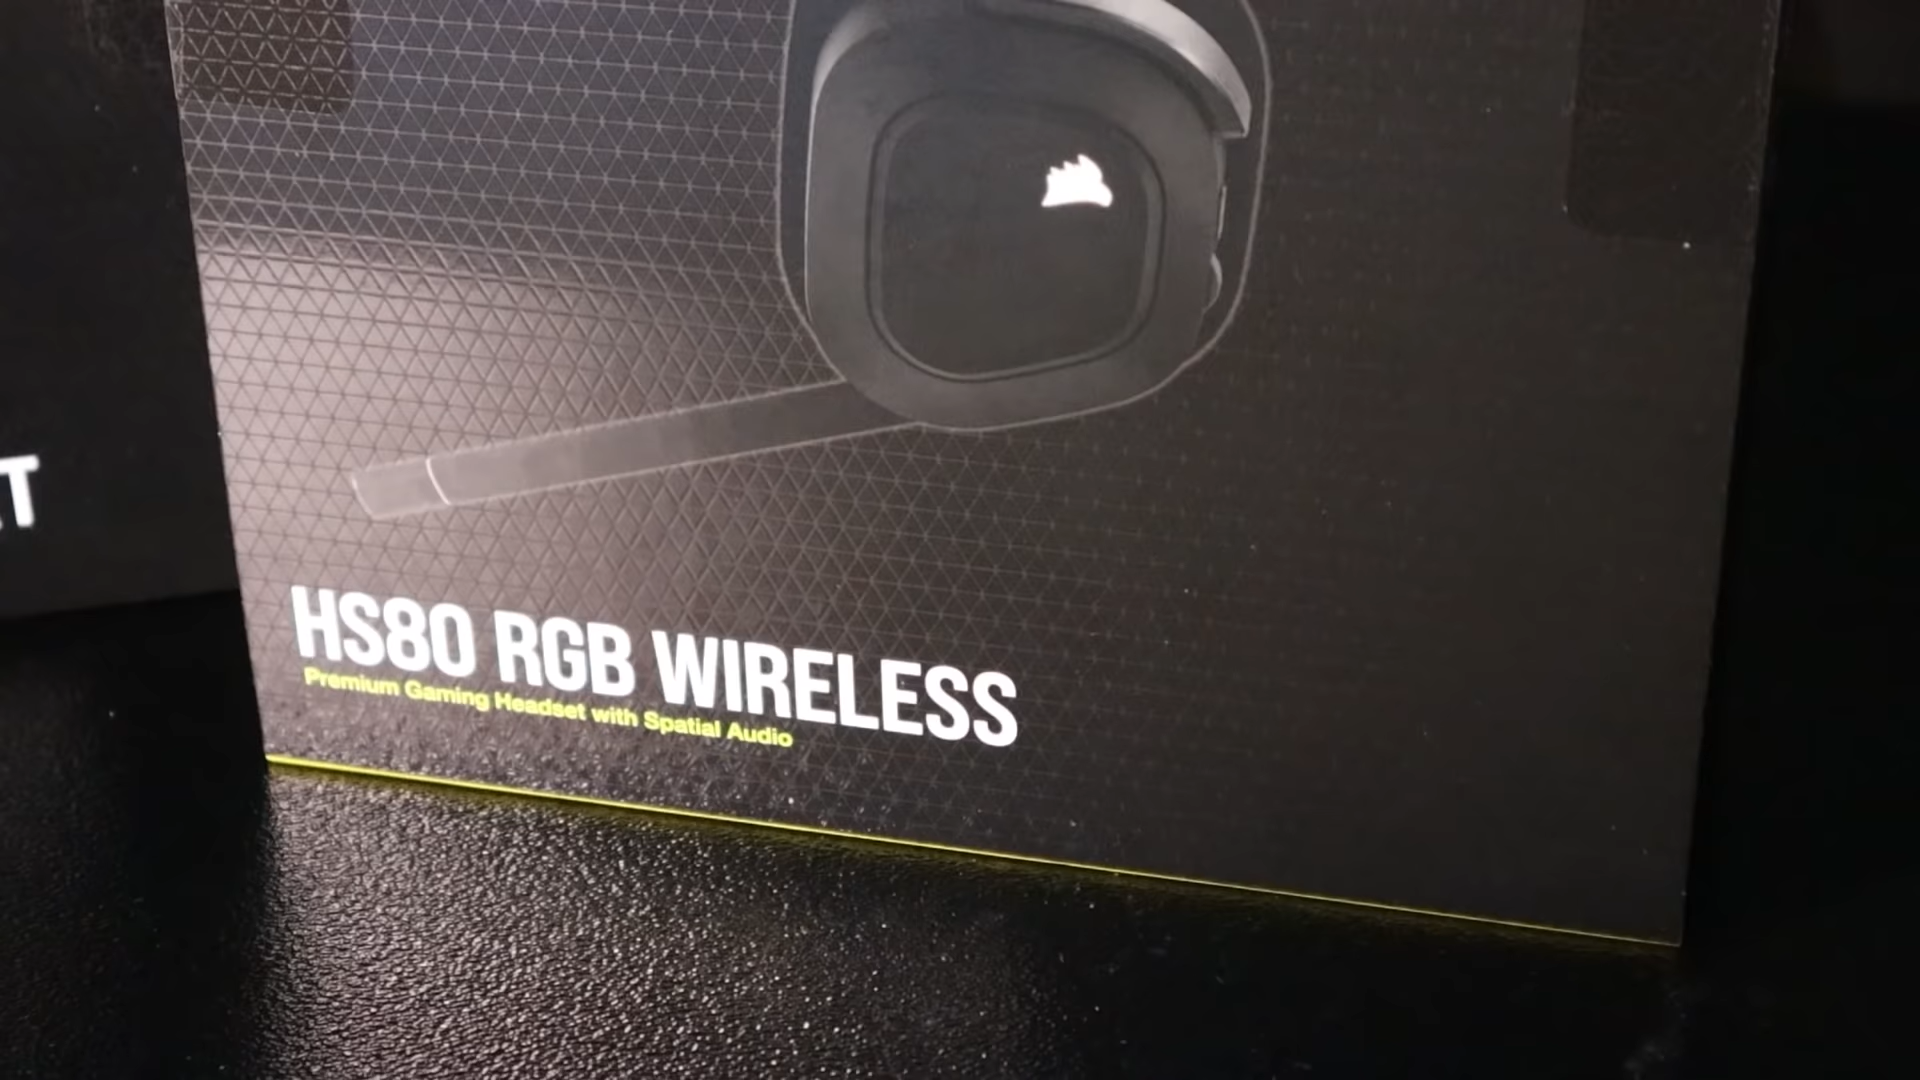 HS80 RGB WIRELESS
Premium Gaming Headset with Spatial Audio